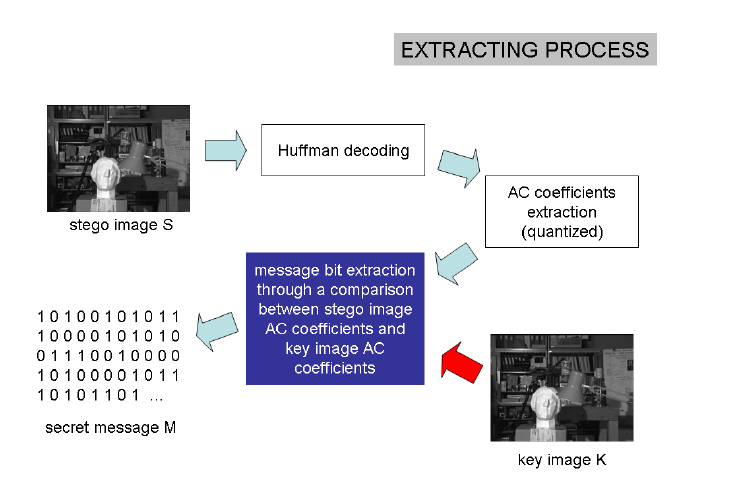 EXTRACTING PROCESS
Huffman decoding
stego image S
AC coefficients
extraction
(quantized)
message bit extraction
through a comparison
between stego image
AC coefficients and
key image AC
coefficients
1 0 1 0 0 1 0 1 0 1 1
1 0 0 0 0 1 0 1 0 1 0
0 1 1 1 0 0 1 0 0 0 0
1 0 1 0 0 0 0 1 0 1 1
1 0 1 0 1 1 0 1 ...
secret message M
key image K